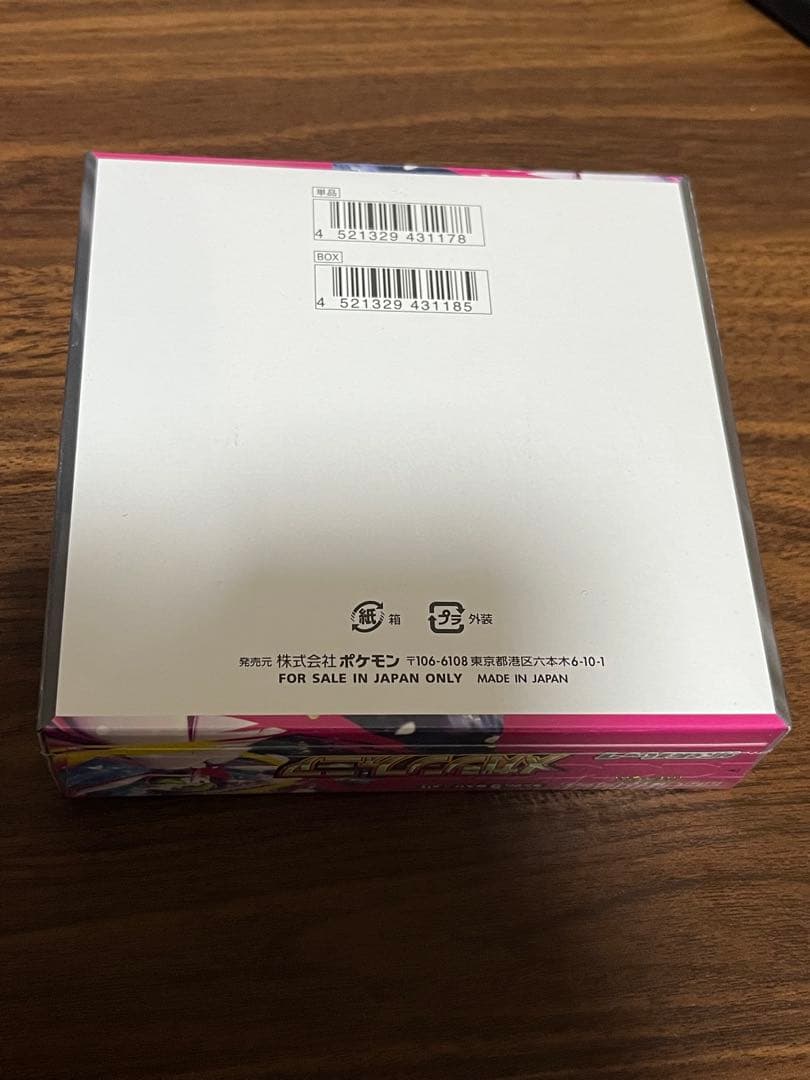 単品
4 521329 431178
BOX
4 521329 431185
紙 箱 プラ 外装
発売元 株式会社 ポケモン 〒106-6108 東京都港区六本木6-10-1
FOR SALE IN JAPAN ONLY MADE IN JAPAN